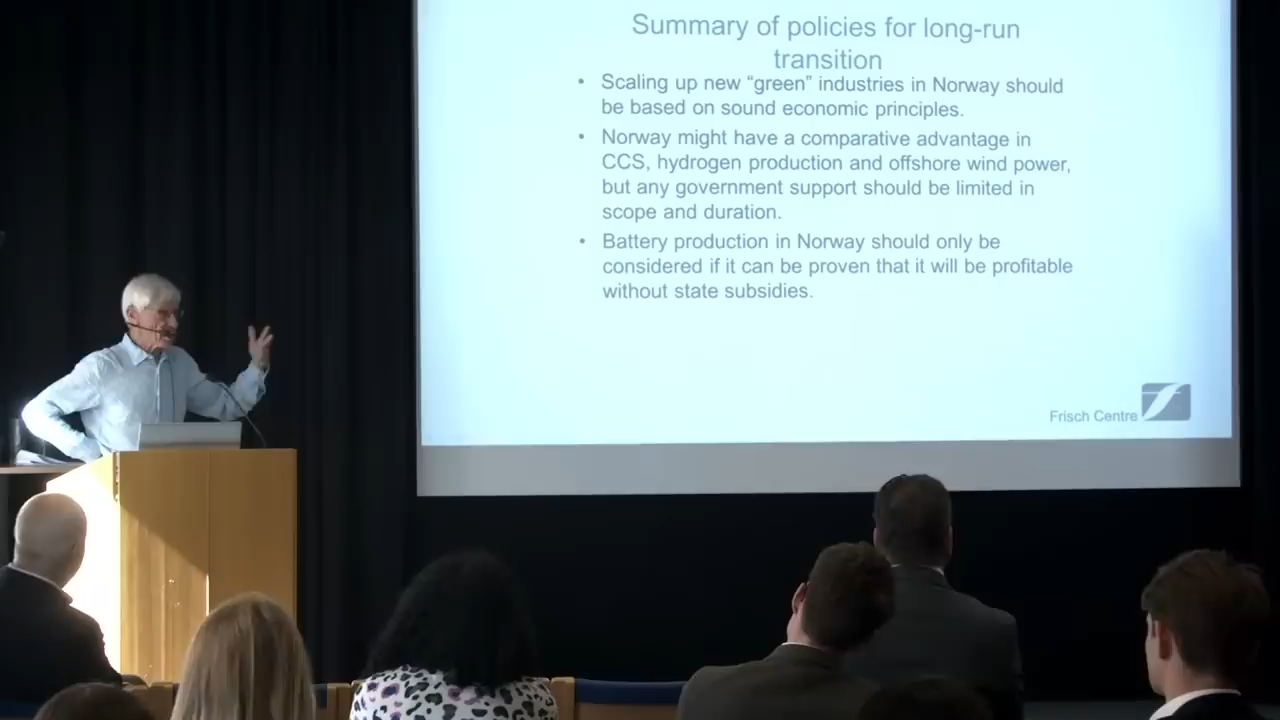 Summary of policies for long-run
transition
• Scaling up new “green” industries in Norway should
be based on sound economic principles.
• Norway might have a comparative advantage in
CCS, hydrogen production and offshore wind power,
but any government support should be limited in
scope and duration.
• Battery production in Norway should only be
considered if it can be proven that it will be profitable
without state subsidies.
Frisch Centre